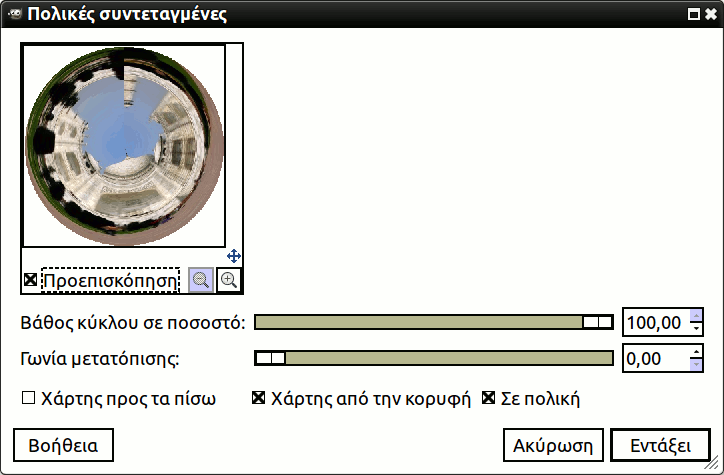 Πολικές συντεταγμένες
Προεπισκόπηση
Βάθος κύκλου σε ποσοστό: 100,00
Γωνία μετατόπισης: 0,00
Χάρτης προς τα πίσω Χάρτης από την κορυφή Σε πολική
Βοήθεια Ακύρωση Εντάξει